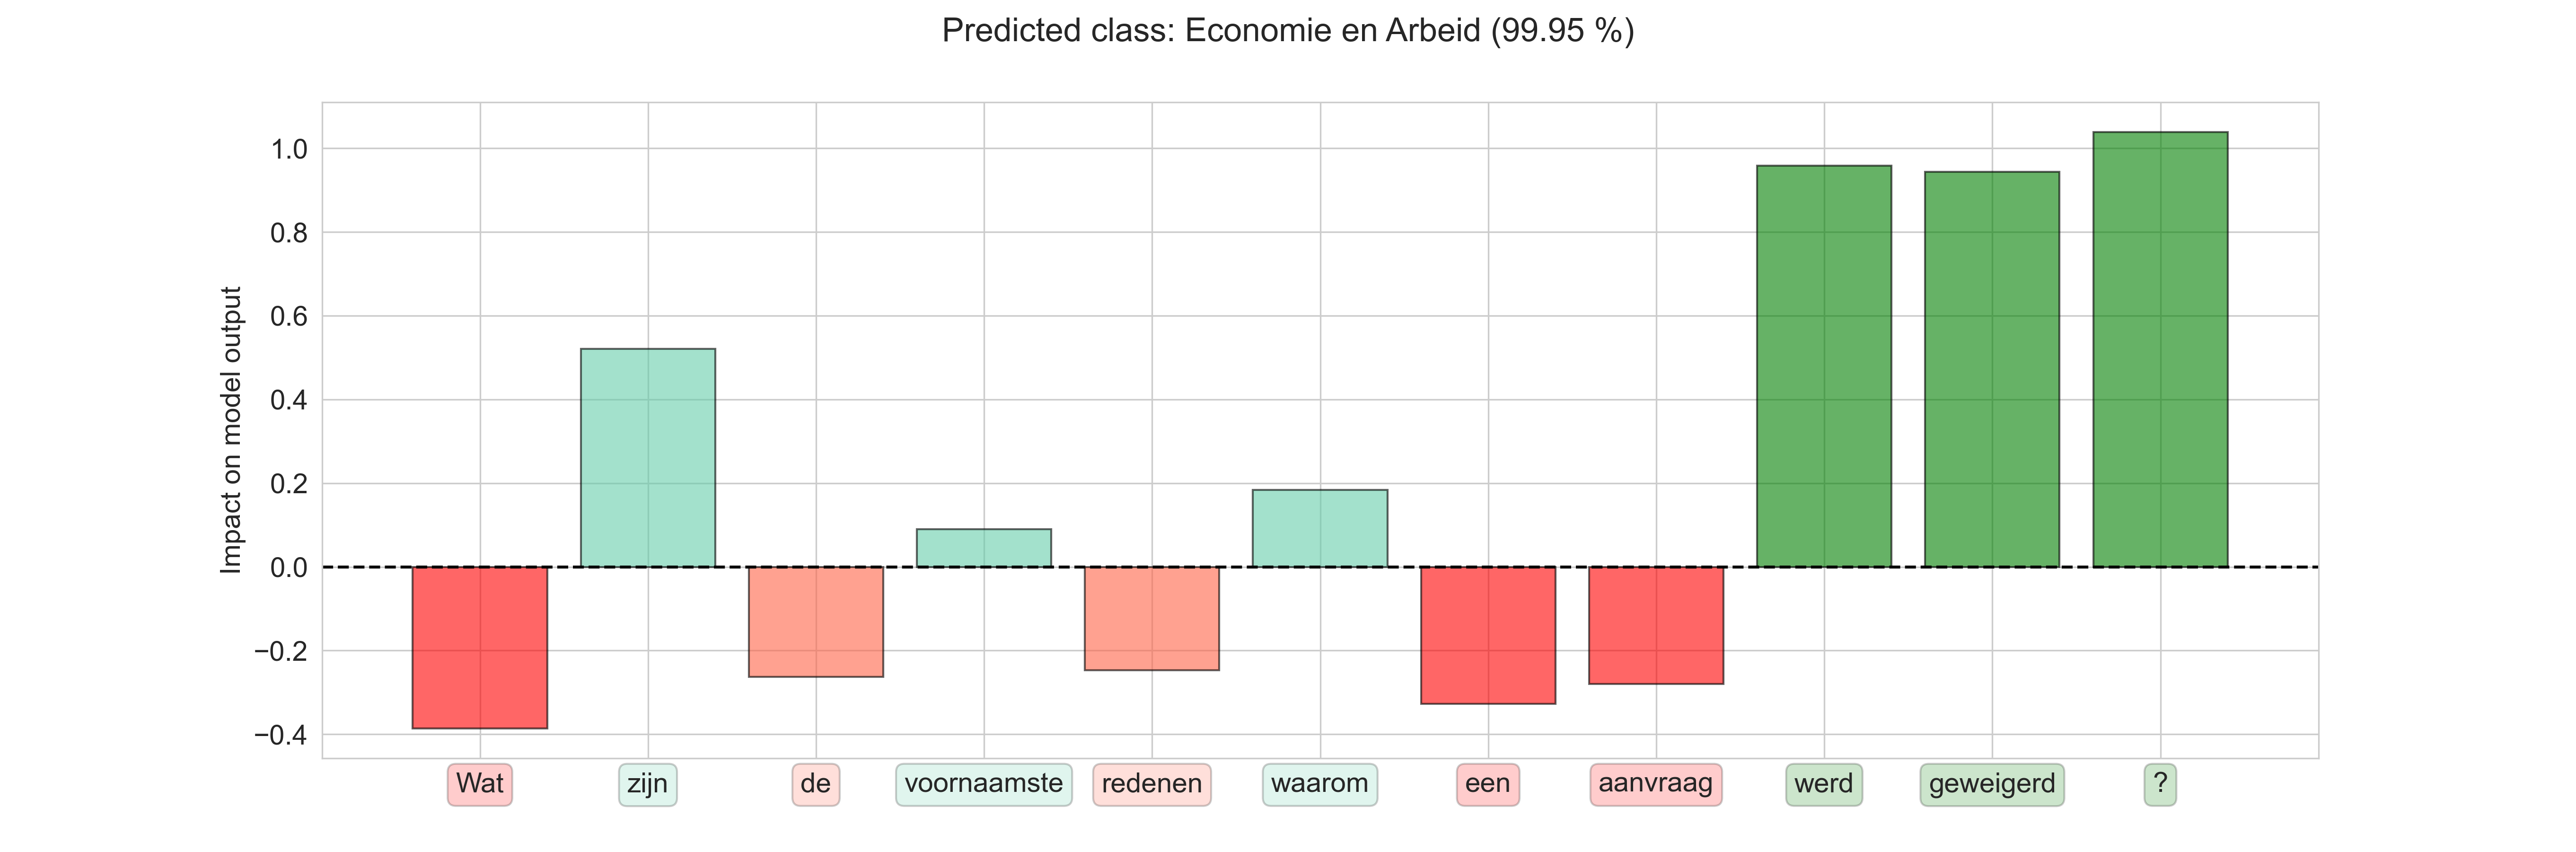 Predicted class: Economie en Arbeid (99.95 %)
Impact on model output
1.0
0.8
0.6
0.4
0.2
0.0
−0.2
−0.4
Wat zijn de voornaamste redenen waarom een aanvraag werd geweigerd ?